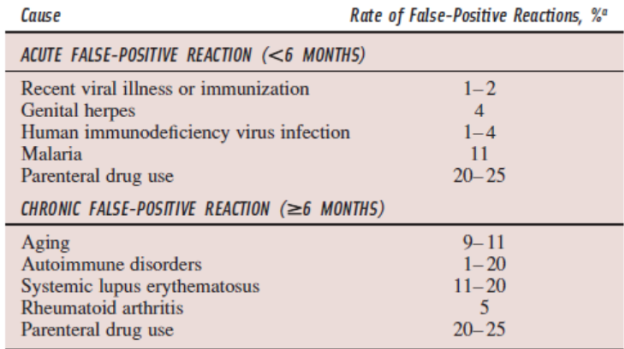 Cause Rate of False-Positive Reactions, %ᵃ
ACUTE FALSE-POSITIVE REACTION (<6 MONTHS)
Recent viral illness or immunization 1–2
Genital herpes 4
Human immunodeficiency virus infection 1–4
Malaria 11
Parenteral drug use 20–25
CHRONIC FALSE-POSITIVE REACTION (≥6 MONTHS)
Aging 9–11
Autoimmune disorders 1–20
Systemic lupus erythematosus 11–20
Rheumatoid arthritis 5
Parenteral drug use 20–25